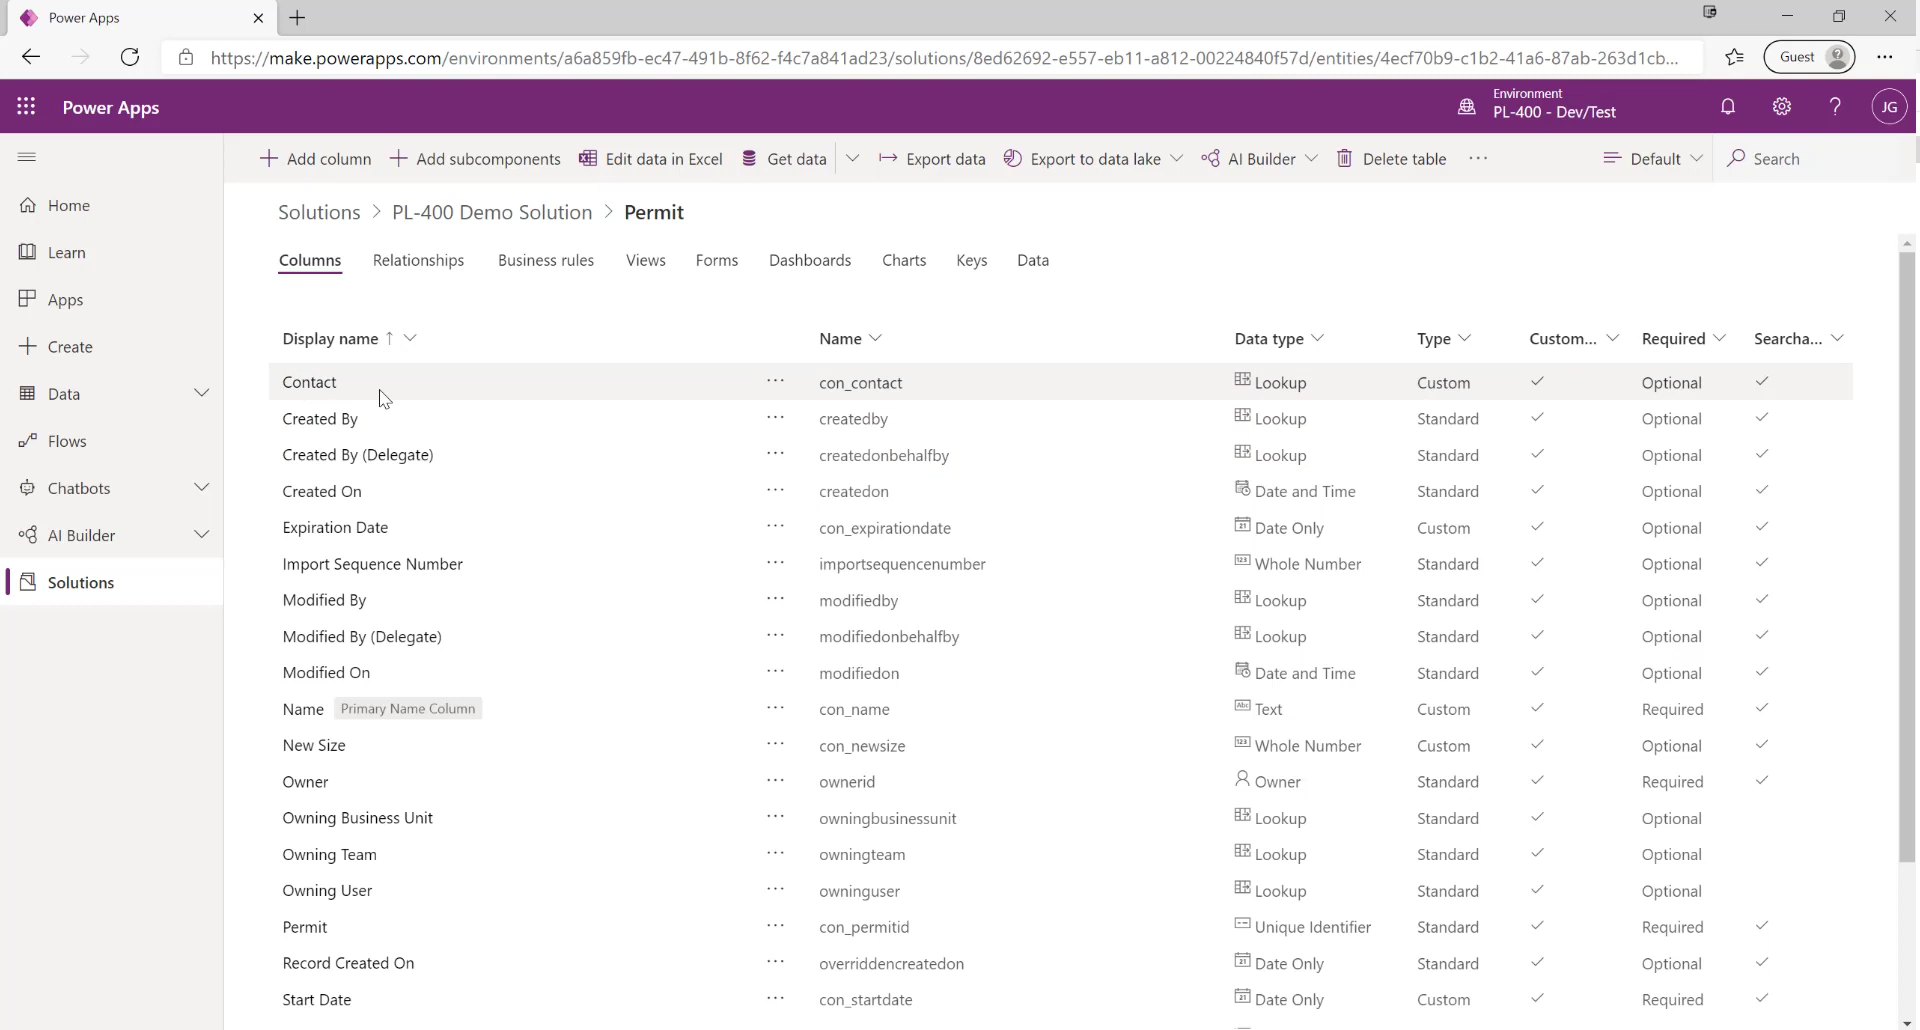 Power Apps
https://make.powerapps.com/environments/a6a859fb-ec47-491b-8f62-f4c7a841ad23/solutions/8ed62692-e557-eb11-a812-00224840f57d/entities/4ecf70b9-c1b2-41a6-87ab-263d1cb...
Guest
Power Apps
Environment
PL-400 - Dev/Test
JG
Add column Add subcomponents Edit data in Excel Get data Export data Export to data lake AI Builder Delete table ... Default Search
Home
Learn
Apps
Create
Data
Flows
Chatbots
AI Builder
Solutions
Solutions > PL-400 Demo Solution > Permit
Columns Relationships Business rules Views Forms Dashboards Charts Keys Data
Display name ↑ Name Data type Type Custom... Required Searcha...
Contact ... con_contact Lookup Custom Optional
Created By ... createdby Lookup Standard Optional
Created By (Delegate) ... createdonbehalfby Lookup Standard Optional
Created On ... createdon Date and Time Standard Optional
Expiration Date ... con_expirationdate Date Only Custom Optional
Import Sequence Number ... importsequencenumber Whole Number Standard Optional
Modified By ... modifiedby Lookup Standard Optional
Modified By (Delegate) ... modifiedonbehalfby Lookup Standard Optional
Modified On ... modifiedon Date and Time Standard Optional
Name Primary Name Column ... con_name Text Custom Required
New Size ... con_newsize Whole Number Custom Optional
Owner ... ownerid Owner Standard Required
Owning Business Unit ... owningbusinessunit Lookup Standard Optional
Owning Team ... owningteam Lookup Standard Optional
Owning User ... owninguser Lookup Standard Optional
Permit ... con_permitid Unique Identifier Standard Required
Record Created On ... overriddencreatedon Date Only Standard Optional
Start Date ... con_startdate Date Only Custom Required